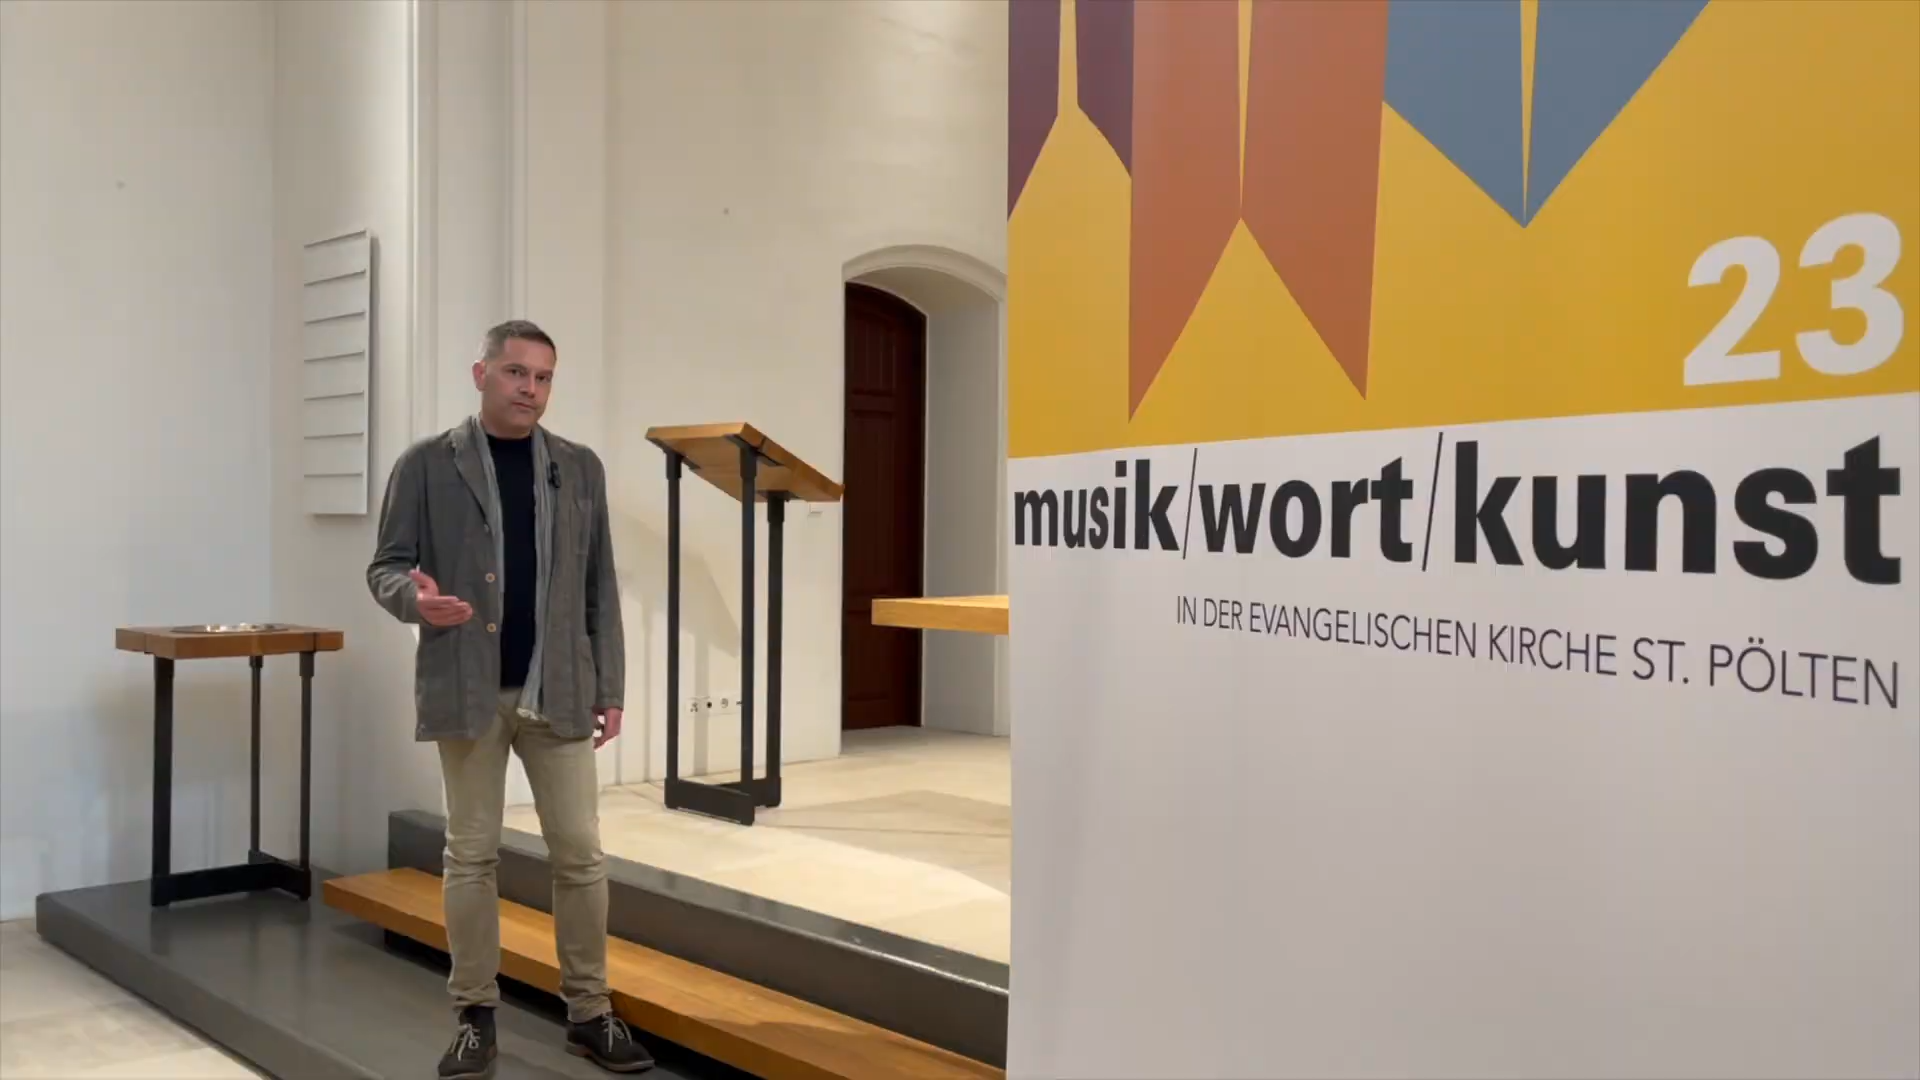 23
musik/wort/kunst
IN DER EVANGELISCHEN KIRCHE ST. PÖLTEN